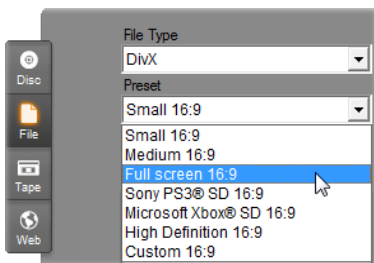 File Type
DivX
Preset
Small 16:9
Small 16:9
Medium 16:9
Full screen 16:9
Sony PS3® SD 16:9
Microsoft Xbox® SD 16:9
High Definition 16:9
Custom 16:9
Disc
File
Tape
Web